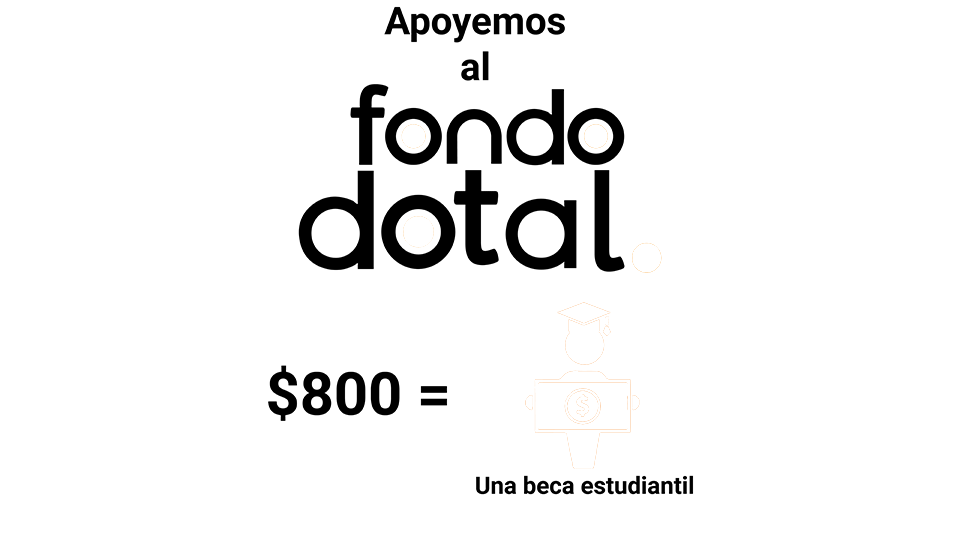 Apoyemos
al
fondo
dotal.
$800 =
$
Una beca estudiantil